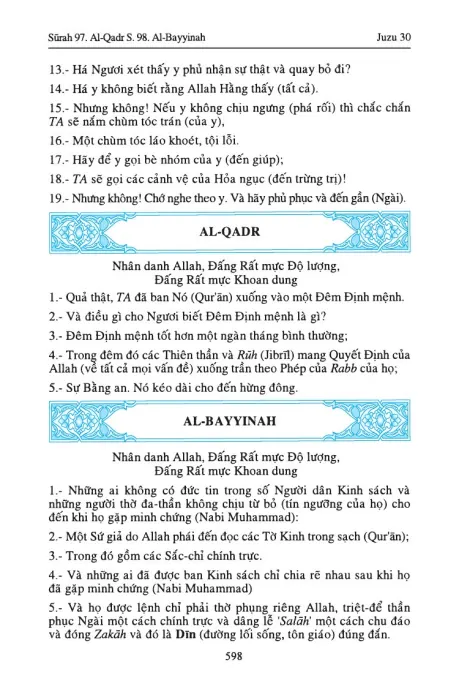 Sūrah 97. Al-Qadr S. 98. Al-Bayyinah Juzu 30
13.- Há Ngươi xét thấy y phủ nhận sự thật và quay bỏ đi?
14.- Há y không biết rằng Allah Hằng thấy (tất cả).
15.- Nhưng không! Nếu y không chịu ngưng (phá rối) thì chắc chắn
TA sẽ nắm chùm tóc trán (của y),
16.- Một chùm tóc láo khoét, tội lỗi.
17.- Hãy để y gọi bè nhóm của y (đến giúp);
18.- TA sẽ gọi các cảnh vệ của Hỏa ngục (đến trừng trị)!
19.- Nhưng không! Chớ nghe theo y. Và hãy phủ phục và đến gần (Ngài).
AL-QADR
Nhân danh Allah, Đấng Rất mực Độ lượng,
Đấng Rất mực Khoan dung
1.- Quả thật, TA đã ban Nó (Qur'ān) xuống vào một Đêm Định mệnh.
2.- Và điều gì cho Ngươi biết Đêm Định mệnh là gì?
3.- Đêm Định mệnh tốt hơn một ngàn tháng bình thường;
4.- Trong đêm đó các Thiên thần và Rūh (Jibrīl) mang Quyết Định của
Allah (về tất cả mọi vấn đề) xuống trần theo Phép của Rabb của họ;
5.- Sự Bằng an. Nó kéo dài cho đến hừng đông.
AL-BAYYINAH
Nhân danh Allah, Đấng Rất mực Độ lượng,
Đấng Rất mực Khoan dung
1.- Những ai không có đức tin trong số Người dân Kinh sách và
những người thờ đa-thần không chịu từ bỏ (tín ngưỡng của họ) cho
đến khi họ gặp minh chứng (Nabi Muhammad):
2.- Một Sứ giả do Allah phái đến đọc các Tờ Kinh trong sạch (Qur'ān);
3.- Trong đó gồm các Sắc-chỉ chính trực.
4.- Và những ai đã được ban Kinh sách chỉ chia rẽ nhau sau khi họ
đã gặp minh chứng (Nabi Muhammad)
5.- Và họ được lệnh chỉ phải thờ phụng riêng Allah, triệt-để thần
phục Ngài một cách chính trực và dâng lễ 'Salāh' một cách chu đáo
và đóng Zakāh và đó là Dīn (đường lối sống, tôn giáo) đúng đắn.
598